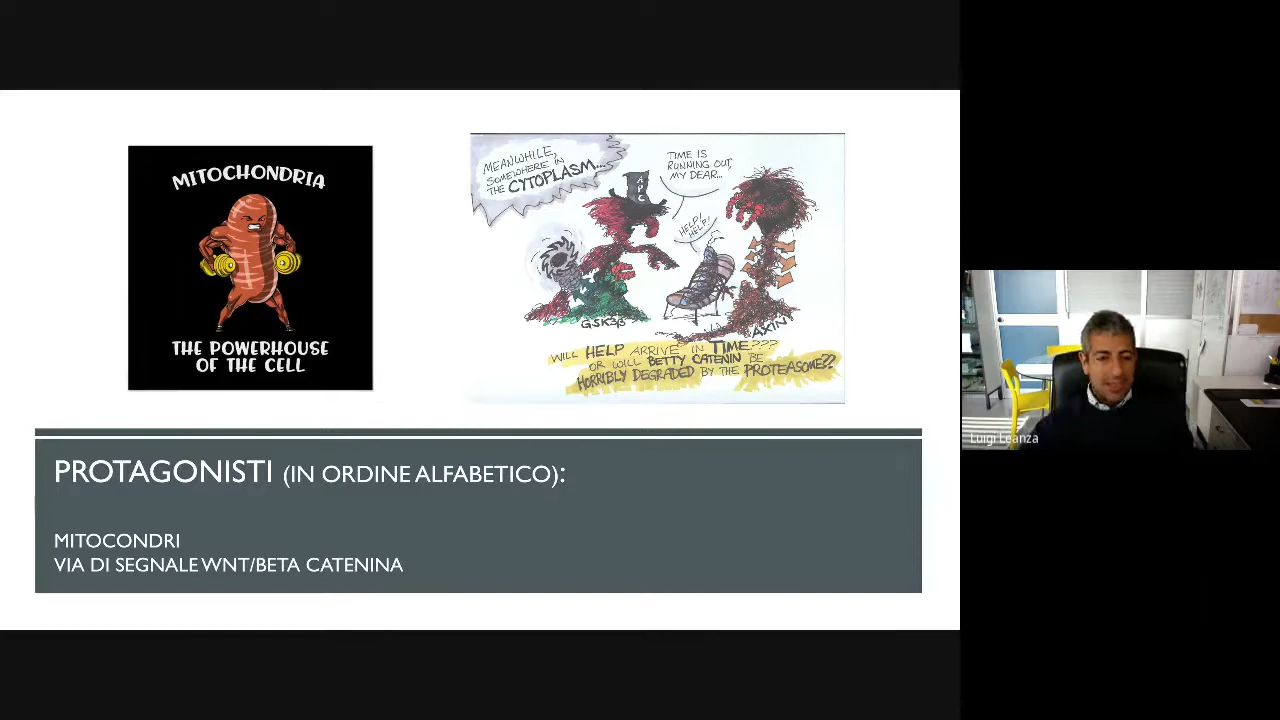 MITOCHONDRIA
THE POWERHOUSE
OF THE CELL
MEANWHILE,
SOMEWHERE IN
THE CYTOPLASM...
APC
TIME IS
RUNNING OUT,
MY DEAR...
HELP!
HELP!
GSK3β
AXIN
WILL HELP ARRIVE IN TIME???
OR WILL BETTY CATENIN BE
HORRIBLY DEGRADED BY THE PROTEASOME??
PROTAGONISTI (IN ORDINE ALFABETICO):
MITOCONDRI
VIA DI SEGNALE WNT/BETA CATENINA
Luigi Leanza